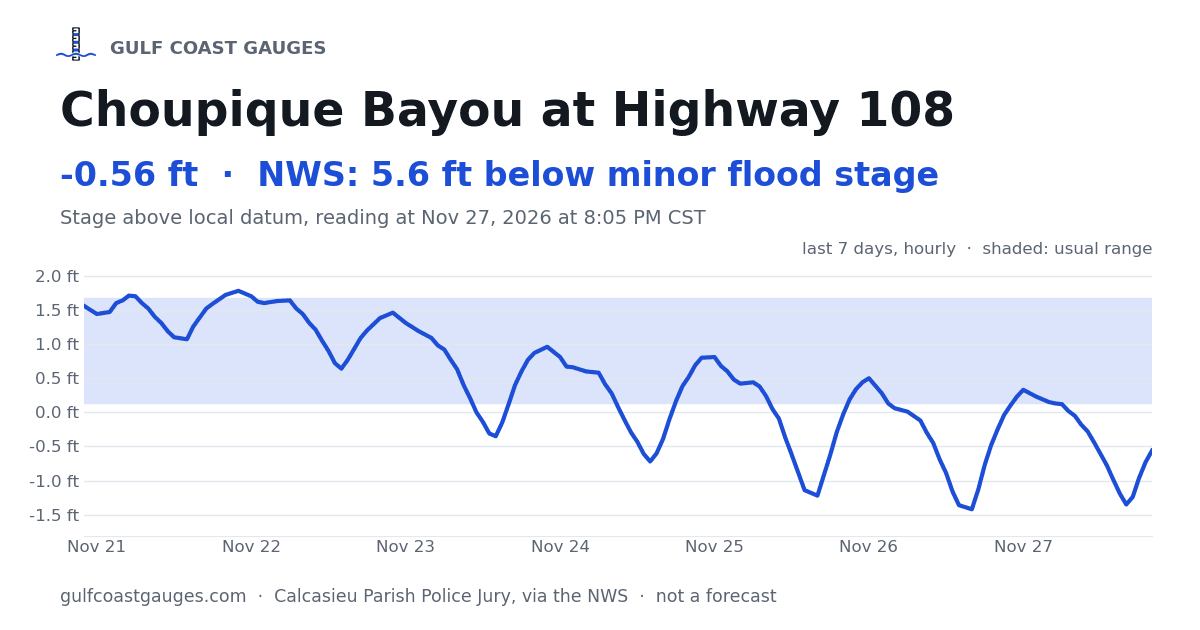 GULF COAST GAUGES
Choupique Bayou at Highway 108
-0.56 ft · NWS: 5.6 ft below minor flood stage
Stage above local datum, reading at Nov 27, 2026 at 8:05 PM CST
last 7 days, hourly · shaded: usual range
2.0 ft
1.5 ft
1.0 ft
0.5 ft
0.0 ft
-0.5 ft
-1.0 ft
-1.5 ft
Nov 21 Nov 22 Nov 23 Nov 24 Nov 25 Nov 26 Nov 27
gulfcoastgauges.com · Calcasieu Parish Police Jury, via the NWS · not a forecast